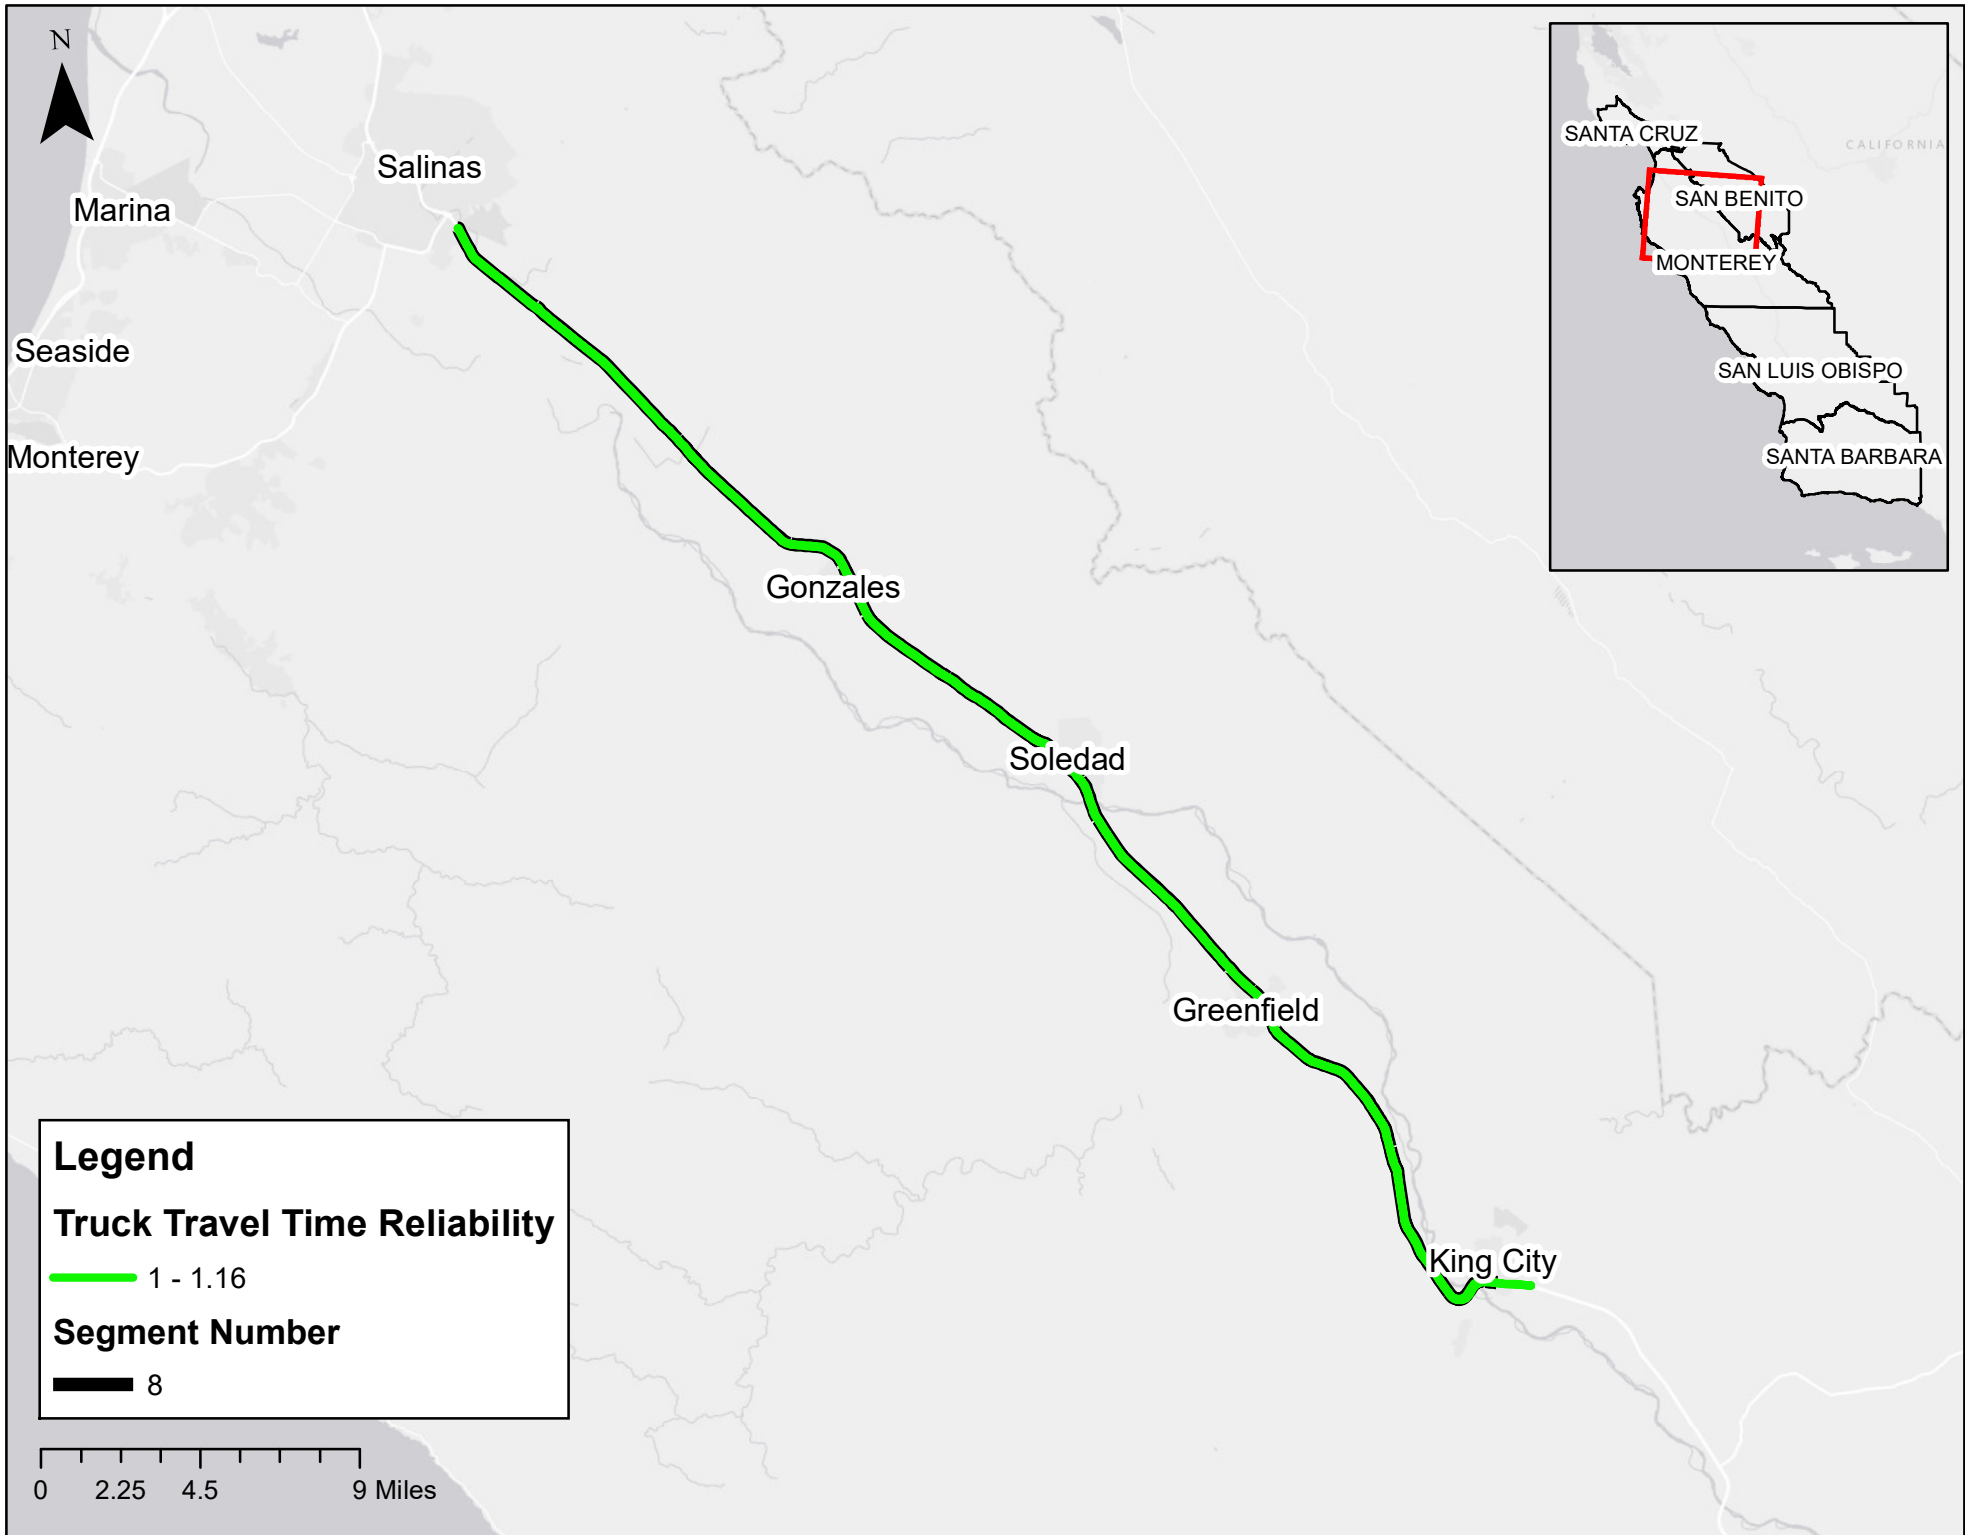 N
Salinas
Marina
Seaside
Monterey
Gonzales
Soledad
Greenfield
King City
SANTA CRUZ
CALIFORNIA
SAN BENITO
MONTEREY
SAN LUIS OBISPO
SANTA BARBARA
Legend
Truck Travel Time Reliability
1 - 1.16
Segment Number
8
0 2.25 4.5 9 Miles